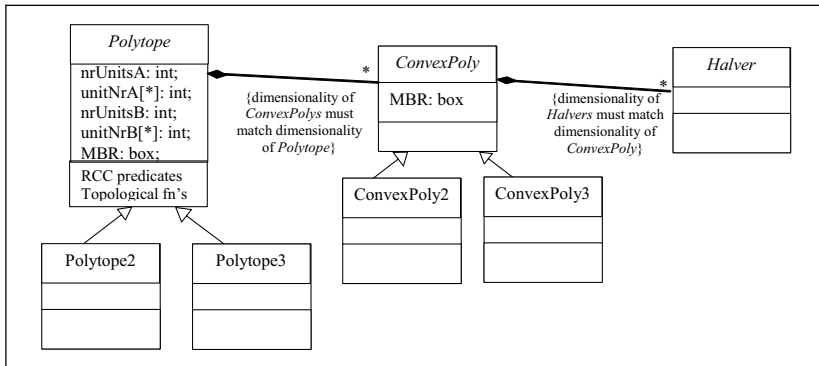 Polytope
nrUnitsA: int;
unitNrA[*]: int;
nrUnitsB: int;
unitNrB[*]: int;
MBR: box;
RCC predicates
Topological fn's
*
{dimensionality of
ConvexPolys must
match dimensionality
of Polytope}
ConvexPoly
MBR: box
*
{dimensionality of
Halvers must match
dimensionality of
ConvexPoly}
Halver
ConvexPoly2
ConvexPoly3
Polytope2
Polytope3